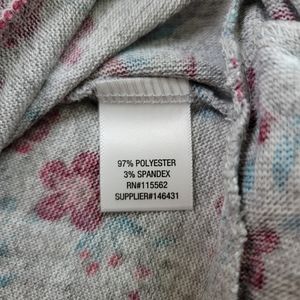 97% POLYESTER
3% SPANDEX
RN#115562
SUPPLIER#146431